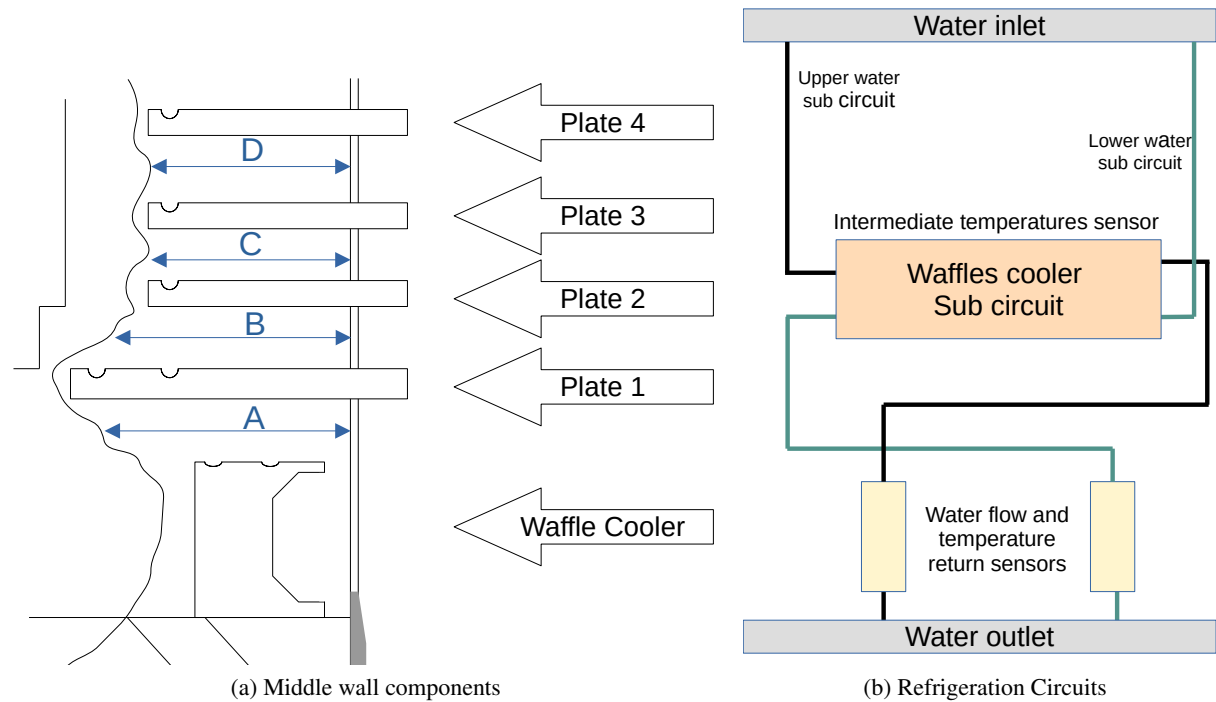 Plate 4
D
Plate 3
C
Plate 2
B
Plate 1
A
Waffle Cooler
(a) Middle wall components
Water inlet
Upper water
sub circuit
Lower water
sub circuit
Intermediate temperatures sensor
Waffles cooler
Sub circuit
Water flow and
temperature
return sensors
Water outlet
(b) Refrigeration Circuits